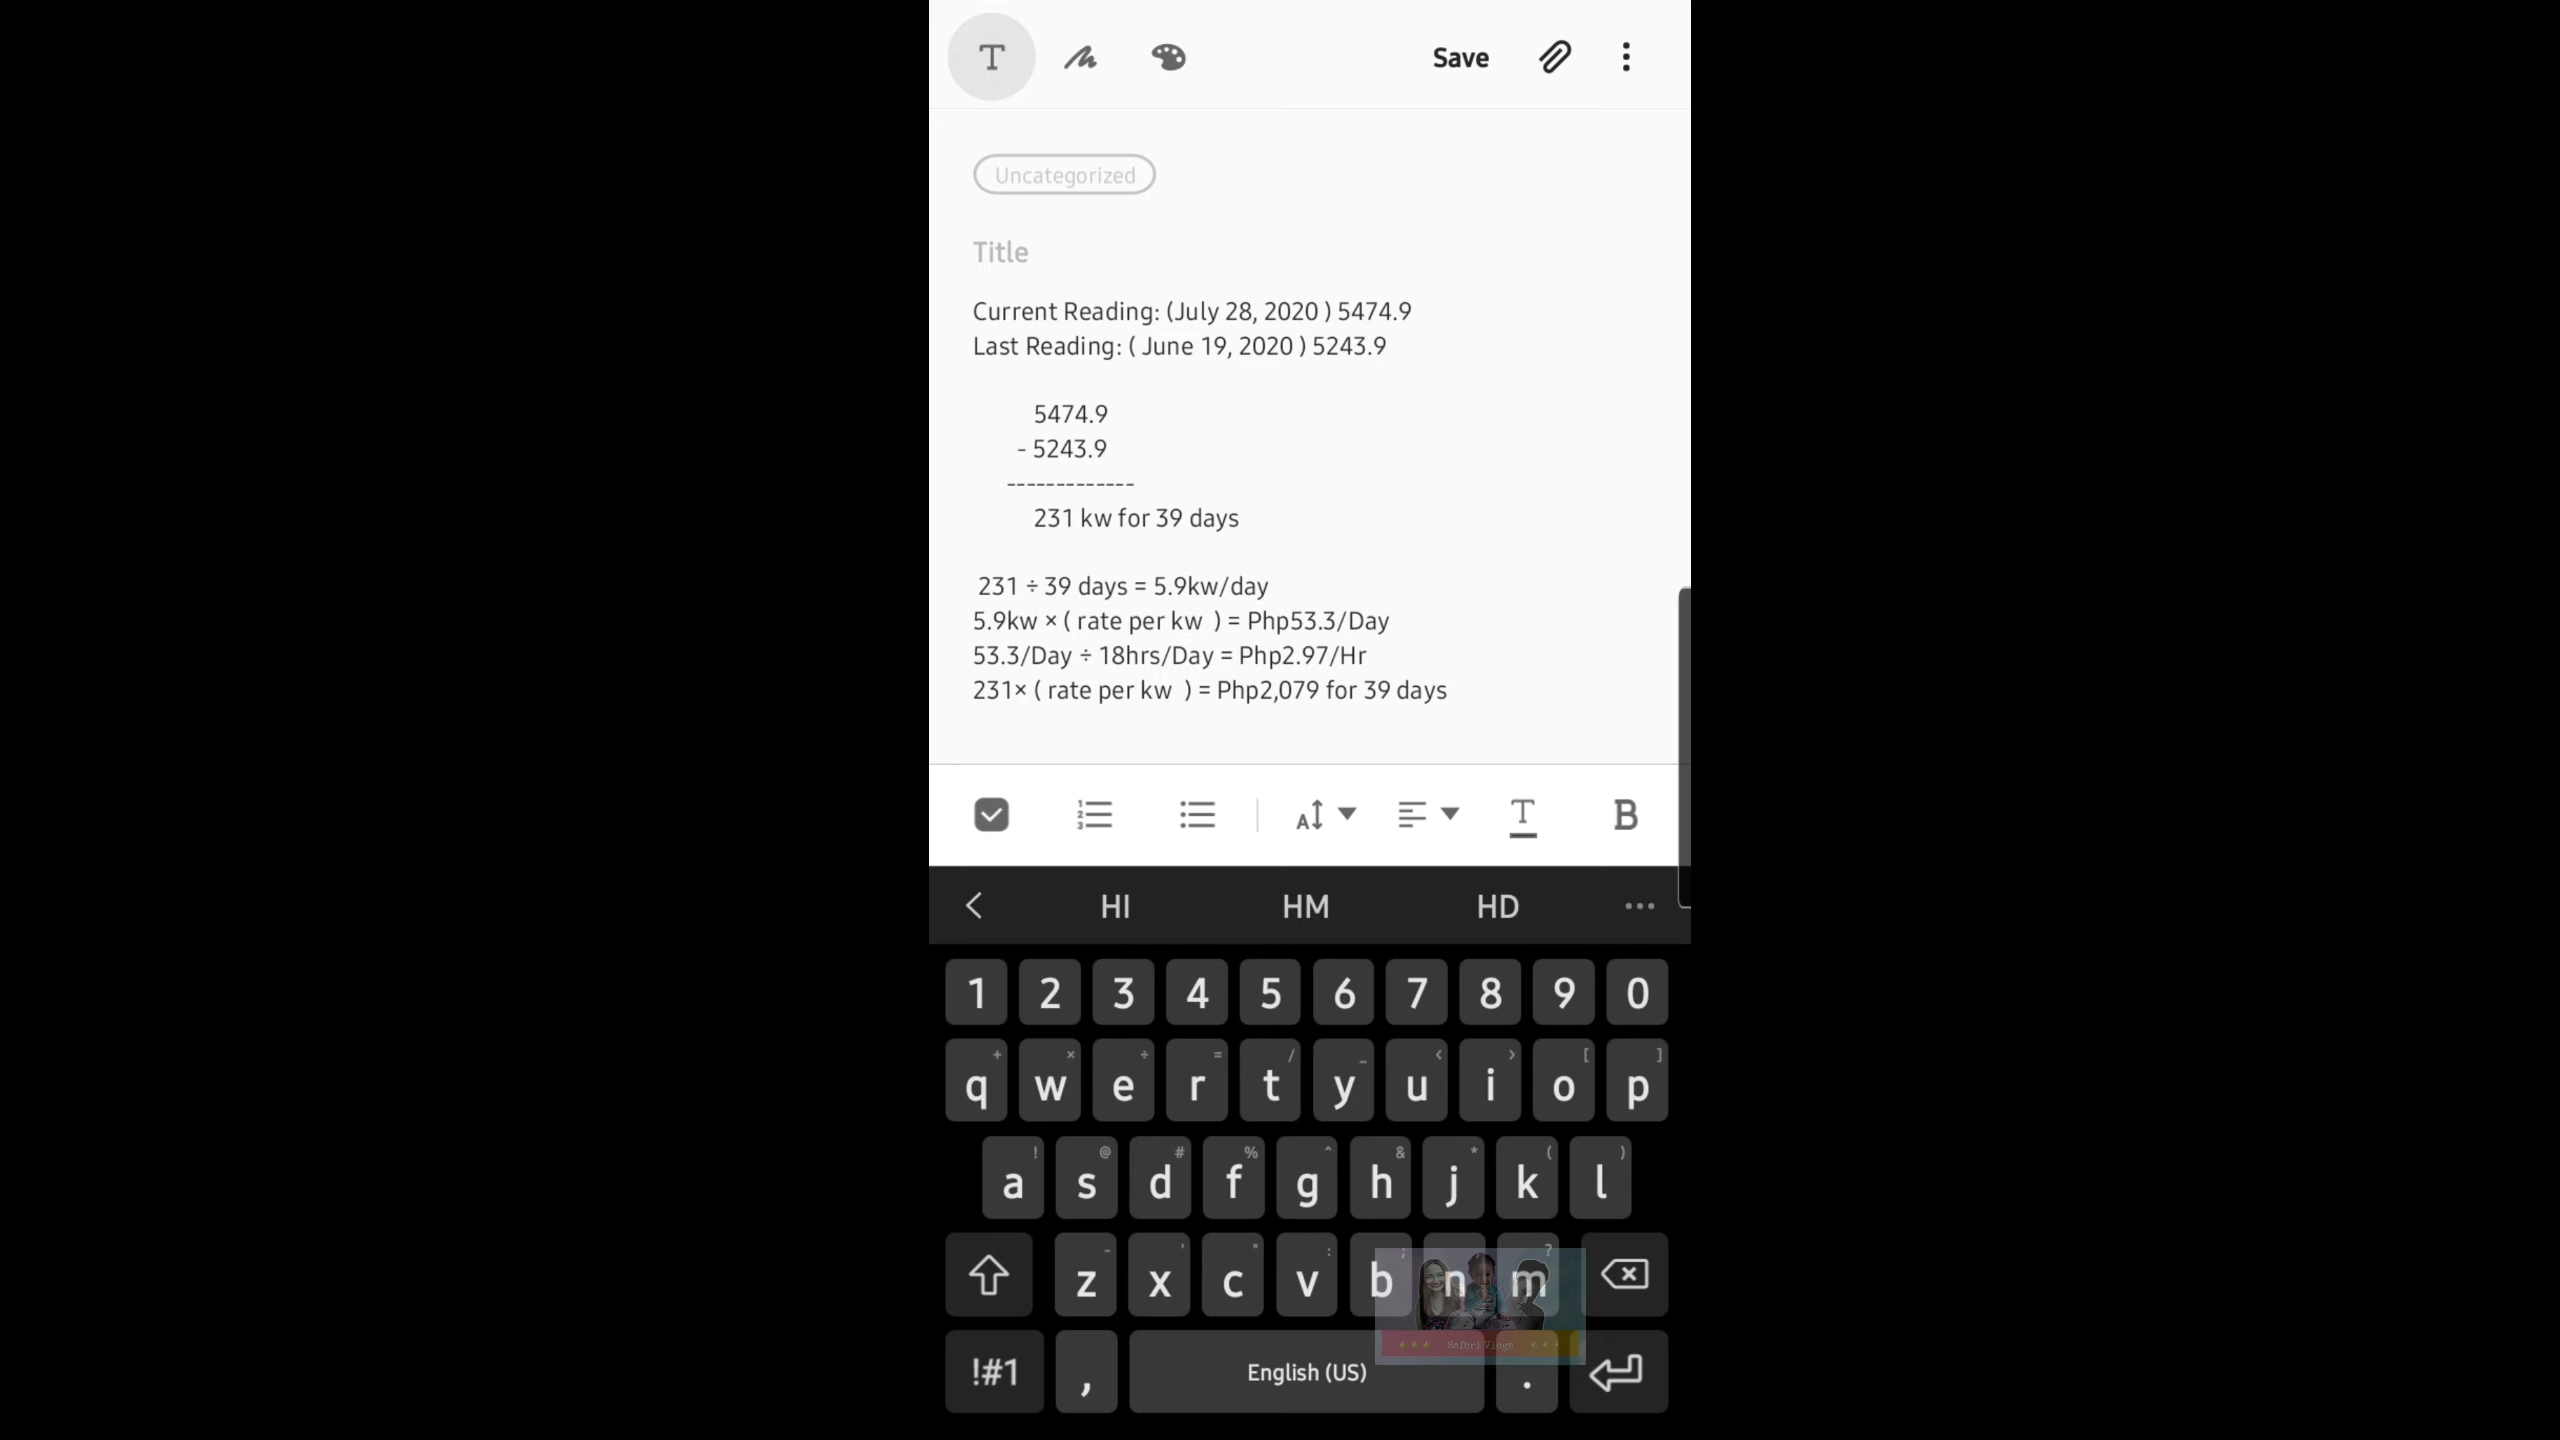 T
Save
Uncategorized
Title
Current Reading: (July 28, 2020 ) 5474.9
Last Reading: ( June 19, 2020 ) 5243.9
5474.9
- 5243.9
-------------
231 kw for 39 days
231 ÷ 39 days = 5.9kw/day
5.9kw × ( rate per kw  ) = Php53.3/Day
53.3/Day ÷ 18hrs/Day = Php2.97/Hr
231× ( rate per kw  ) = Php2,079 for 39 days
A T B
HI HM HD
1 2 3 4 5 6 7 8 9 0
+ × ÷ = / _ < > [ ]
q w e r t y u i o p
! @ # % ^ & * ( )
a s d f g h j k l
- ' " : ; ?
z x c v b n m
Saferi Vlogs
!#1 , English (US) .